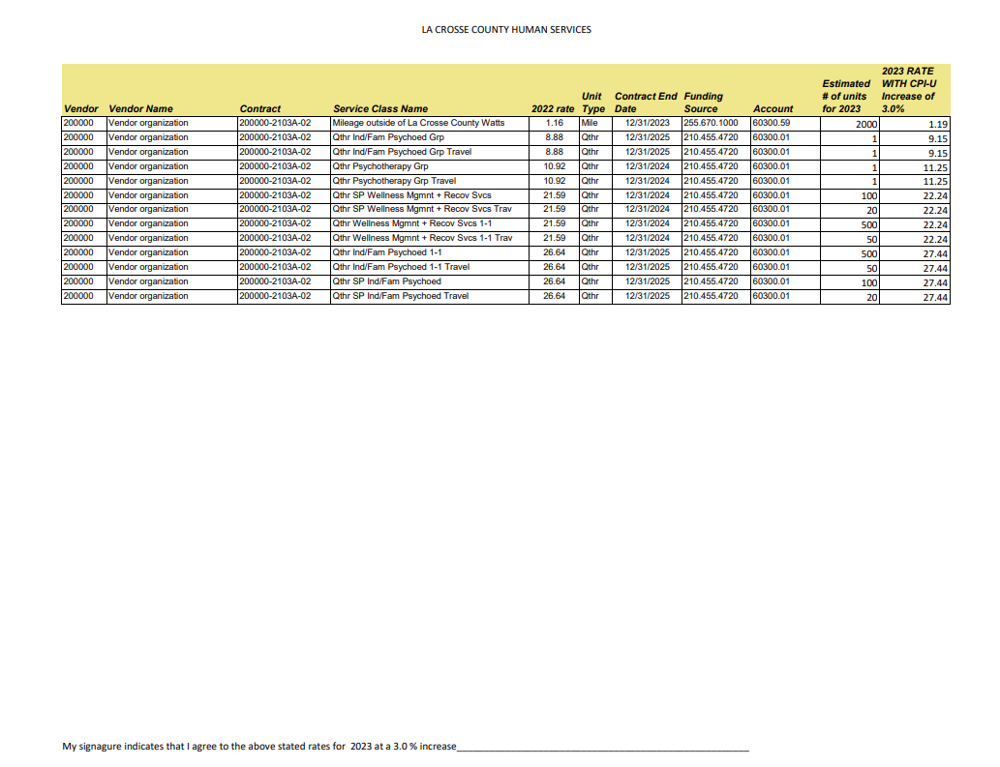 LA CROSSE COUNTY HUMAN SERVICES
Vendor Vendor Name Contract Service Class Name 2022 rate Unit Type Contract End Date Funding Source Account Estimated # of units for 2023 2023 RATE WITH CPI-U Increase of 3.0%
200000 Vendor organization 200000-2103A-02 Mileage outside of La Crosse County Watts 1.16 Mile 12/31/2023 255.670.1000 60300.59 2000 1.19
200000 Vendor organization 200000-2103A-02 Qthr Ind/Fam Psychoed Grp 8.88 Qthr 12/31/2025 210.455.4720 60300.01 1 9.15
200000 Vendor organization 200000-2103A-02 Qthr Ind/Fam Psychoed Grp Travel 8.88 Qthr 12/31/2025 210.455.4720 60300.01 1 9.15
200000 Vendor organization 200000-2103A-02 Qthr Psychotherapy Grp 10.92 Qthr 12/31/2024 210.455.4720 60300.01 1 11.25
200000 Vendor organization 200000-2103A-02 Qthr Psychotherapy Grp Travel 10.92 Qthr 12/31/2024 210.455.4720 60300.01 1 11.25
200000 Vendor organization 200000-2103A-02 Qthr SP Wellness Mgmnt + Recov Svcs 21.59 Qthr 12/31/2024 210.455.4720 60300.01 100 22.24
200000 Vendor organization 200000-2103A-02 Qthr SP Wellness Mgmnt + Recov Svcs Trav 21.59 Qthr 12/31/2024 210.455.4720 60300.01 20 22.24
200000 Vendor organization 200000-2103A-02 Qthr Wellness Mgmnt + Recov Svcs 1-1 21.59 Qthr 12/31/2024 210.455.4720 60300.01 500 22.24
200000 Vendor organization 200000-2103A-02 Qthr Wellness Mgmnt + Recov Svcs 1-1 Trav 21.59 Qthr 12/31/2024 210.455.4720 60300.01 50 22.24
200000 Vendor organization 200000-2103A-02 Qthr Ind/Fam Psychoed 1-1 26.64 Qthr 12/31/2025 210.455.4720 60300.01 500 27.44
200000 Vendor organization 200000-2103A-02 Qthr Ind/Fam Psychoed 1-1 Travel 26.64 Qthr 12/31/2025 210.455.4720 60300.01 50 27.44
200000 Vendor organization 200000-2103A-02 Qthr SP Ind/Fam Psychoed 26.64 Qthr 12/31/2025 210.455.4720 60300.01 100 27.44
200000 Vendor organization 200000-2103A-02 Qthr SP Ind/Fam Psychoed Travel 26.64 Qthr 12/31/2025 210.455.4720 60300.01 20 27.44
My signagure indicates that I agree to the above stated rates for 2023 at a 3.0 % increase____________________